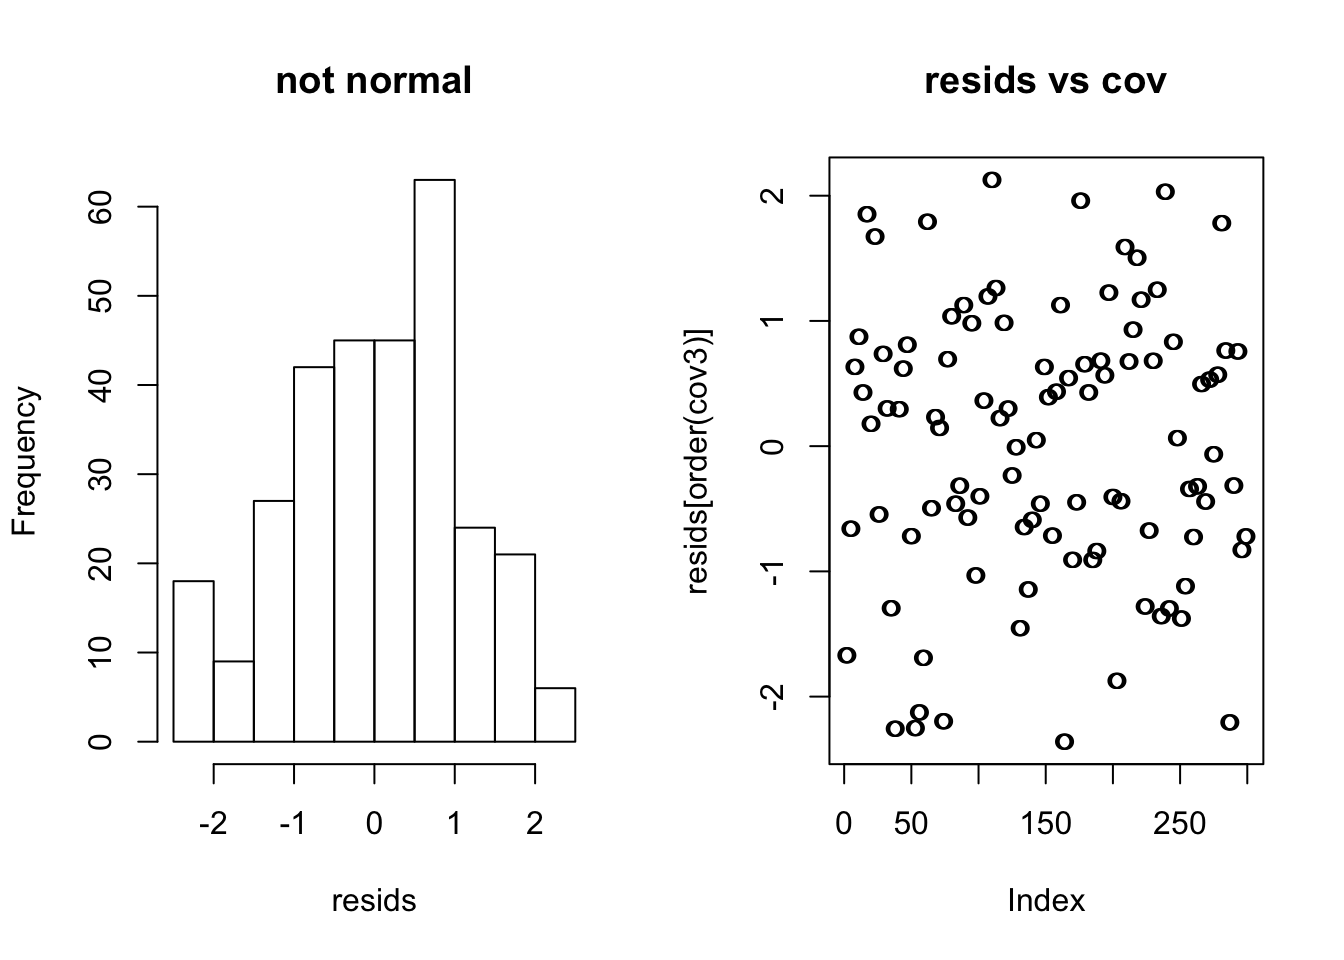 not normal
Frequency
0 10 20 30 40 50 60
-2 -1 0 1 2
resids
resids vs cov
resids[order(cov3)]
-2 -1 0 1 2
0 50 150 250
Index